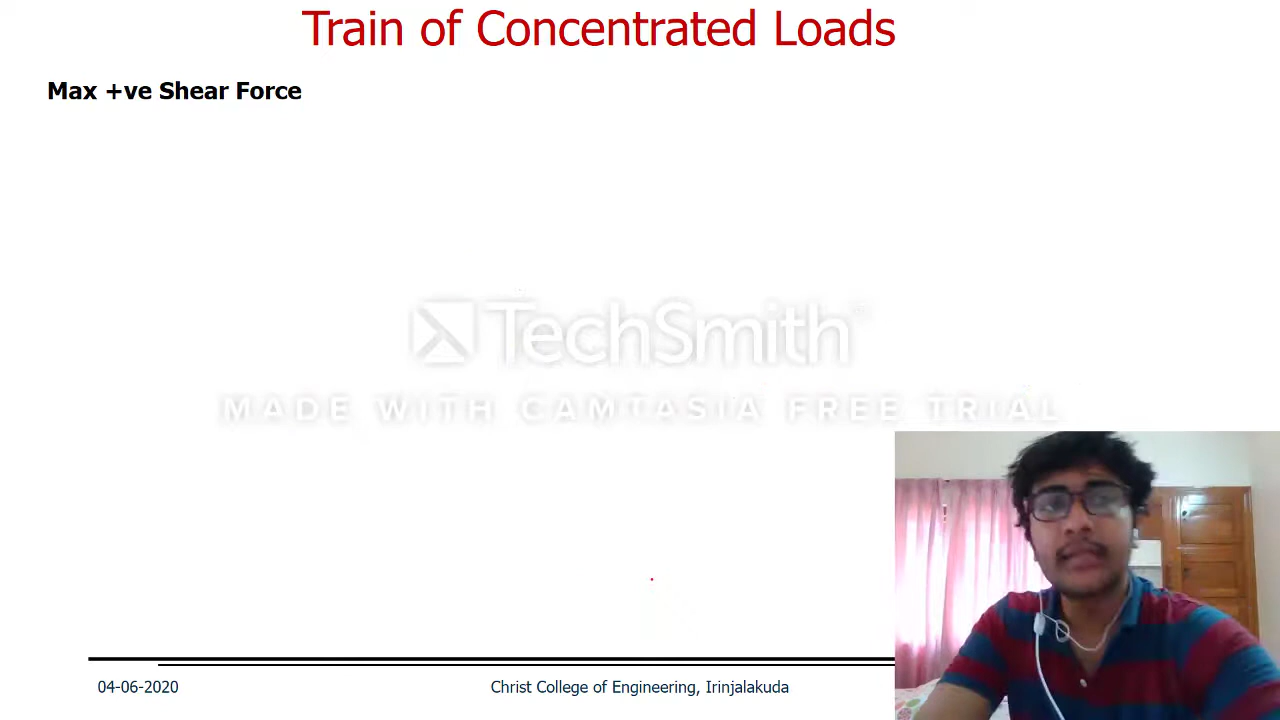 Train of Concentrated Loads
Max +ve Shear Force
TechSmith
MADE WITH CAMTASIA FREE TRIAL
04-06-2020
Christ College of Engineering, Irinjalakuda